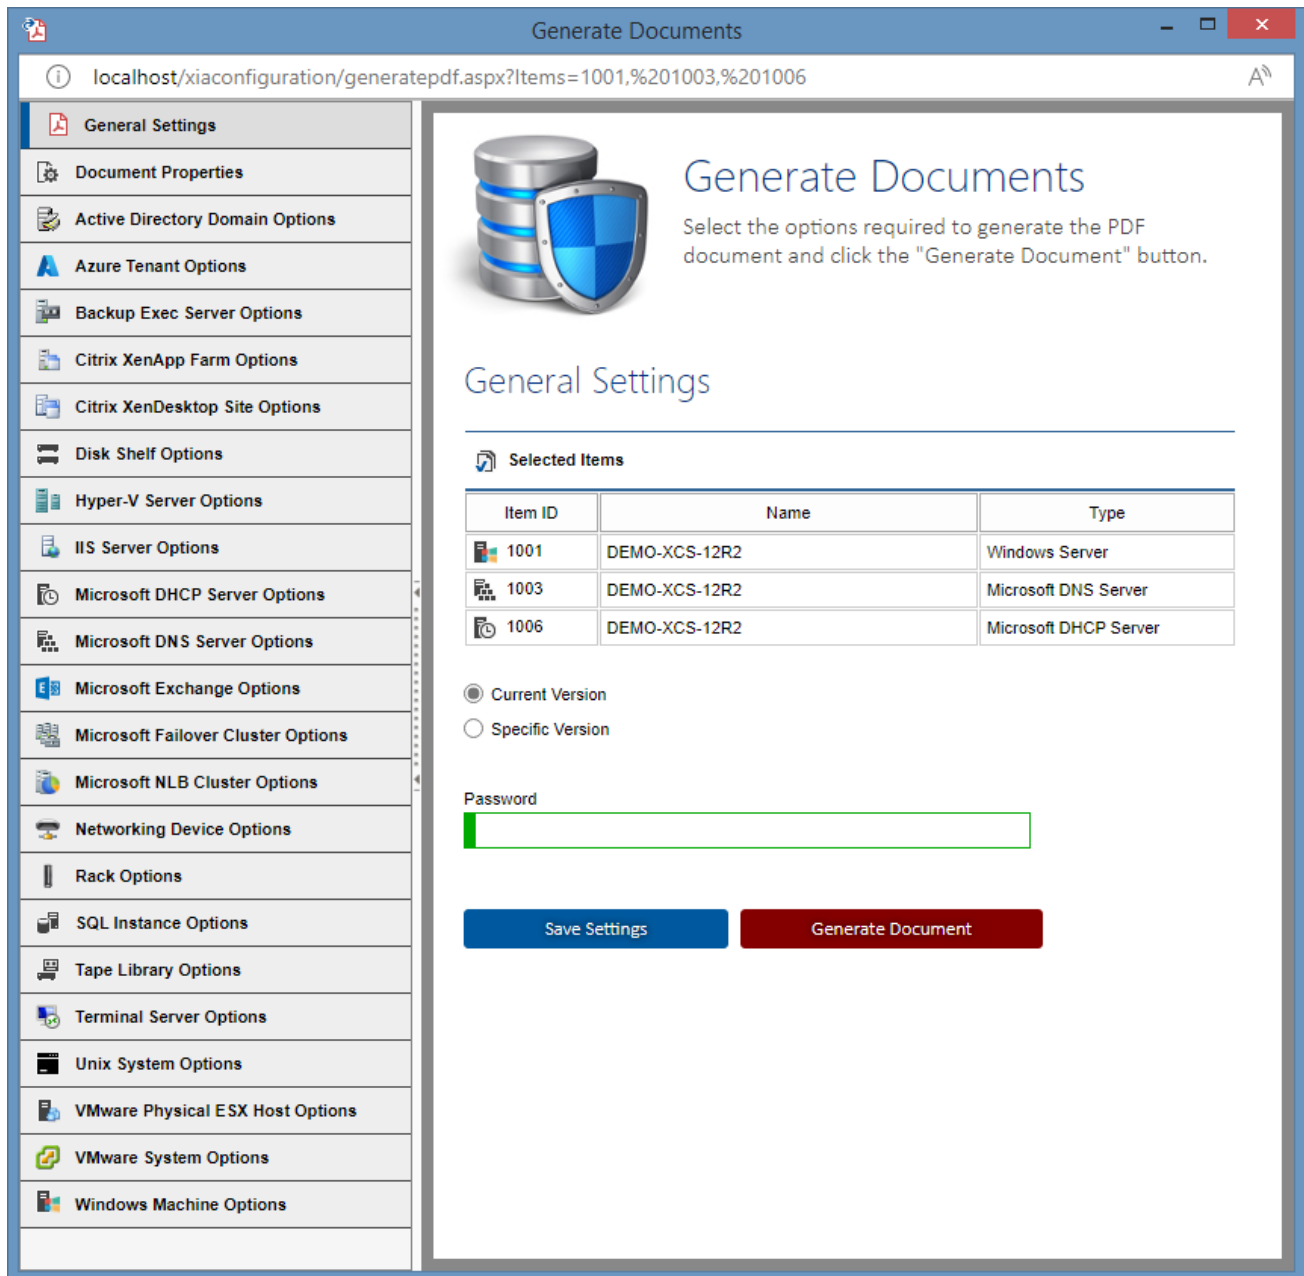 Generate Documents
localhost/xiaconfiguration/generatepdf.aspx?Items=1001,%201003,%201006
General Settings
Document Properties
Active Directory Domain Options
Azure Tenant Options
Backup Exec Server Options
Citrix XenApp Farm Options
Citrix XenDesktop Site Options
Disk Shelf Options
Hyper-V Server Options
IIS Server Options
Microsoft DHCP Server Options
Microsoft DNS Server Options
Microsoft Exchange Options
Microsoft Failover Cluster Options
Microsoft NLB Cluster Options
Networking Device Options
Rack Options
SQL Instance Options
Tape Library Options
Terminal Server Options
Unix System Options
VMware Physical ESX Host Options
VMware System Options
Windows Machine Options
Generate Documents
Select the options required to generate the PDF
document and click the "Generate Document" button.
General Settings
Selected Items
Item ID Name Type
1001 DEMO-XCS-12R2 Windows Server
1003 DEMO-XCS-12R2 Microsoft DNS Server
1006 DEMO-XCS-12R2 Microsoft DHCP Server
Current Version
Specific Version
Password
Save Settings Generate Document